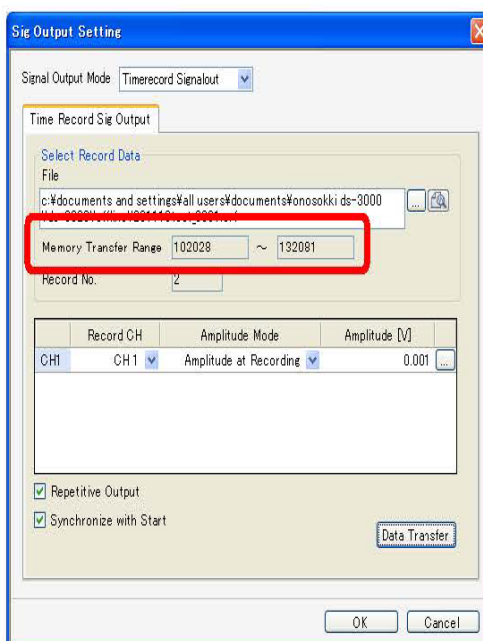 Sig Output Setting
Signal Output Mode Timerecord Signalout
Time Record Sig Output
Select Record Data
File
c:¥documents and settings¥all users¥documents¥onosokki ds-3000 ...
Memory Transfer Range 102028 ~ 132081
Record No. 2
Record CH Amplitude Mode Amplitude [V]
CH1 CH 1 Amplitude at Recording 0.001 ...
Repetitive Output
Synchronize with Start
Data Transfer
OK Cancel